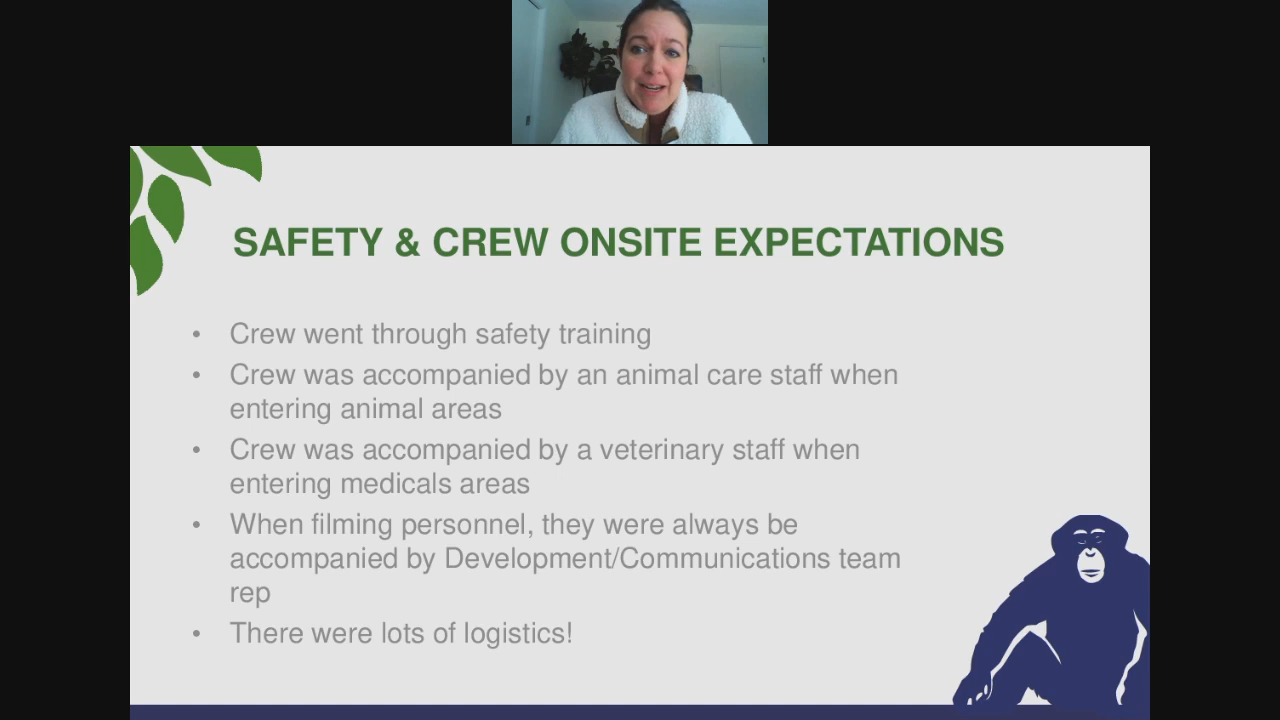 SAFETY & CREW ONSITE EXPECTATIONS
• Crew went through safety training
• Crew was accompanied by an animal care staff when
entering animal areas
• Crew was accompanied by a veterinary staff when
entering medicals areas
• When filming personnel, they were always be
accompanied by Development/Communications team
rep
• There were lots of logistics!